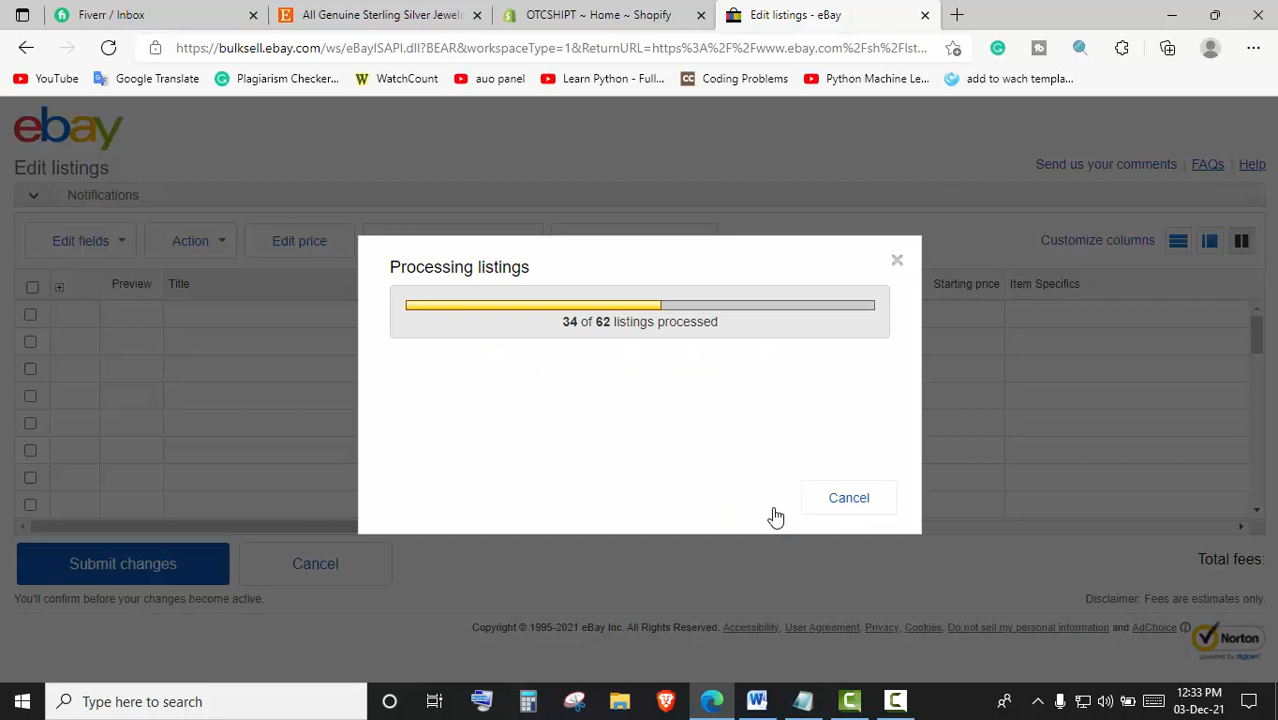 Fiverr / Inbox
All Genuine Sterling Silver Jewel
OTCSHIPT ~ Home ~ Shopify
Edit listings - eBay
https://bulksell.ebay.com/ws/eBayISAPI.dll?BEAR&workspaceType=1&ReturnURL=https%3A%2F%2Fwww.ebay.com%2Fsh%2Flst...
YouTube
Google Translate
Plagiarism Checker...
WatchCount
auo panel
Learn Python - Full...
Coding Problems
Python Machine Le...
add to wach templa...
ebay
Edit listings
Send us your comments | FAQs | Help
Notifications
Edit fields
Action
Edit price
Customize columns
Preview
Title
Starting price
Item Specifics
Processing listings
34 of 62 listings processed
Cancel
Submit changes
Cancel
Total fees:
You'll confirm before your changes become active.
Disclaimer: Fees are estimates only.
Copyright © 1995-2021 eBay Inc. All Rights Reserved. Accessibility, User Agreement, Privacy, Cookies, Do not sell my personal information and AdChoice
Norton
powered by digicert
Type here to search
12:33 PM
03-Dec-21